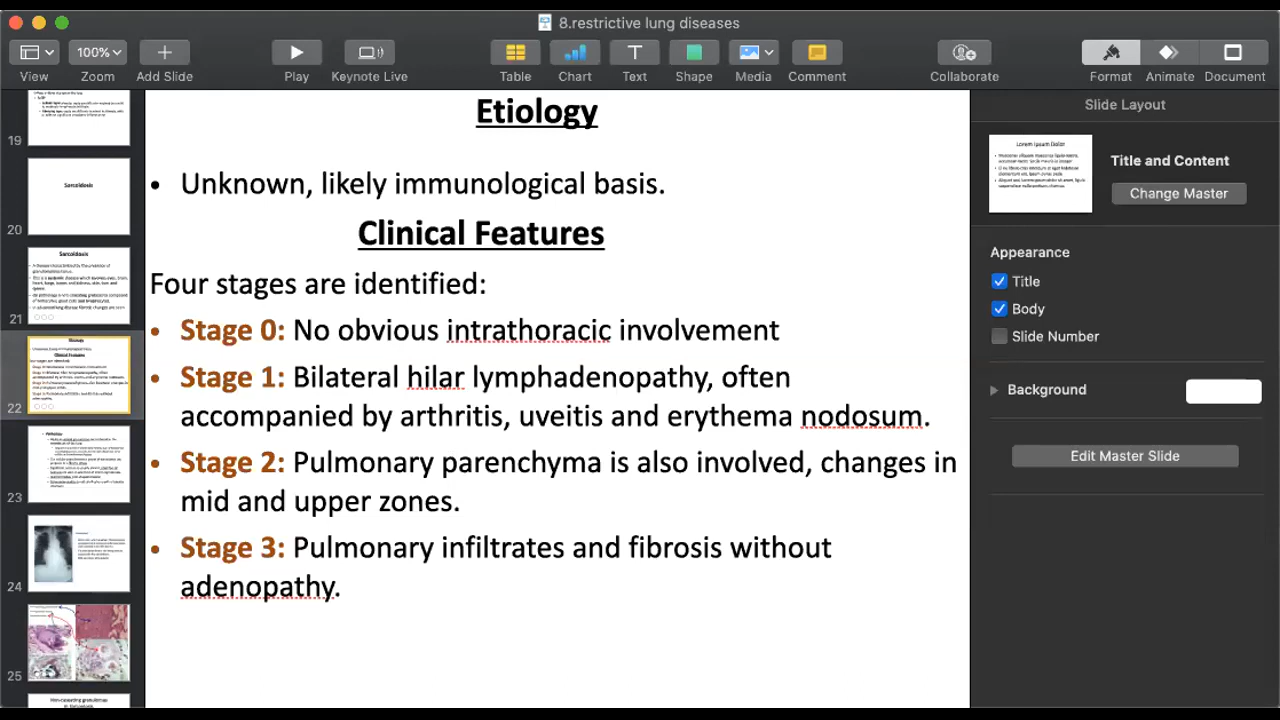 8.restrictive lung diseases
100%
View
Zoom
Add Slide
Play
Keynote Live
Table
Chart
Text
Shape
Media
Comment
Collaborate
Format
Animate
Document
19
Sarcoidosis
20
Sarcoidosis
21
22
23
24
25
Etiology
• Unknown, likely immunological basis.
Clinical Features
Four stages are identified:
• Stage 0: No obvious intrathoracic involvement
• Stage 1: Bilateral hilar lympnadenopathy, often
accompanied by arthritis, uveitis and erythema nodosum.
• Stage 2: Pulmonary parenchyma is also involved, changes
mid and upper zones.
• Stage 3: Pulmonary infiltrates and fibrosis without
adenopathy.
Slide Layout
Lorem Ipsum Dolor
Title and Content
Change Master
Appearance
Title
Body
Slide Number
Background
Edit Master Slide